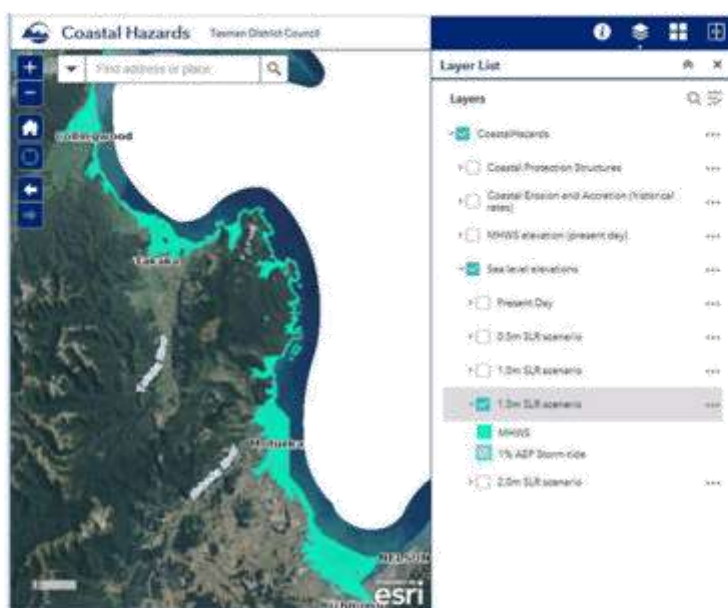 Coastal Hazards Tasman District Council
Find address or place
Layer List
Layers
CoastalHazards
Coastal Protection Structures
Coastal Erosion and Accretion (historical
rates)
MHWS elevation (present day)
Sea level elevations
Present Day
0.5m SLR scenario
1.0m SLR scenario
1.5m SLR scenario
MHWS
1% AEP Storm-tide
2.0m SLR scenario
Collingwood
Takaka
Motueka
NELSON
Richmond
esri